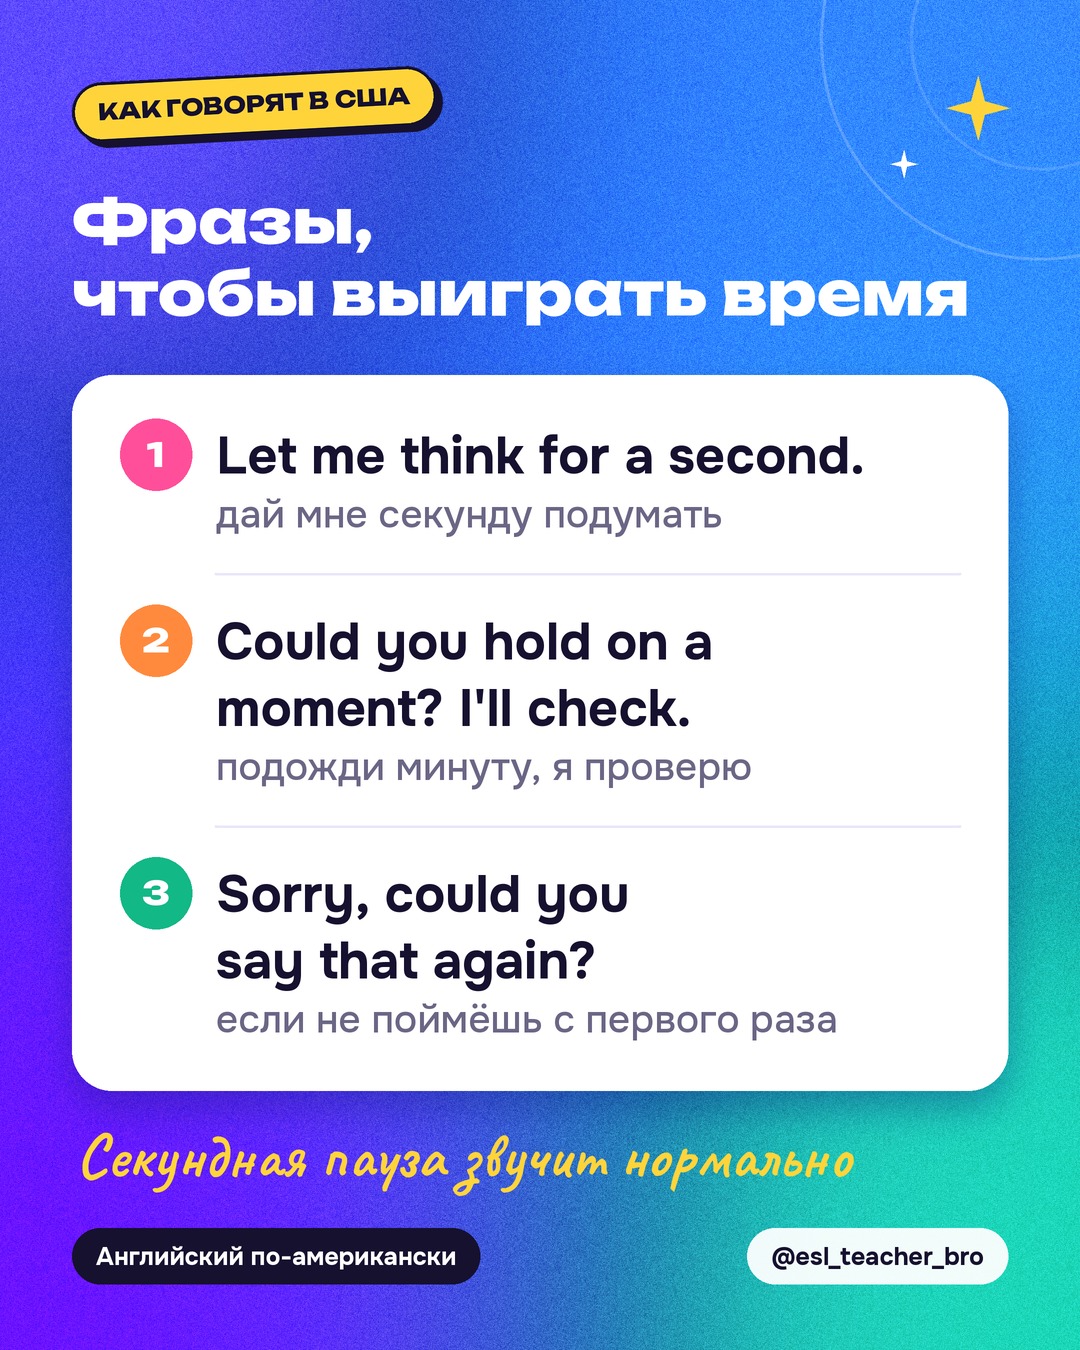 КАК ГОВОРЯТ В США
Фразы,
чтобы выиграть время
1
Let me think for a second.
дай мне секунду подумать
2
Could you hold on a
moment? I'll check.
подожди минуту, я проверю
3
Sorry, could you
say that again?
если не поймёшь с первого раза
Секундная пауза звучит нормально
Английский по-американски
@esl_teacher_bro